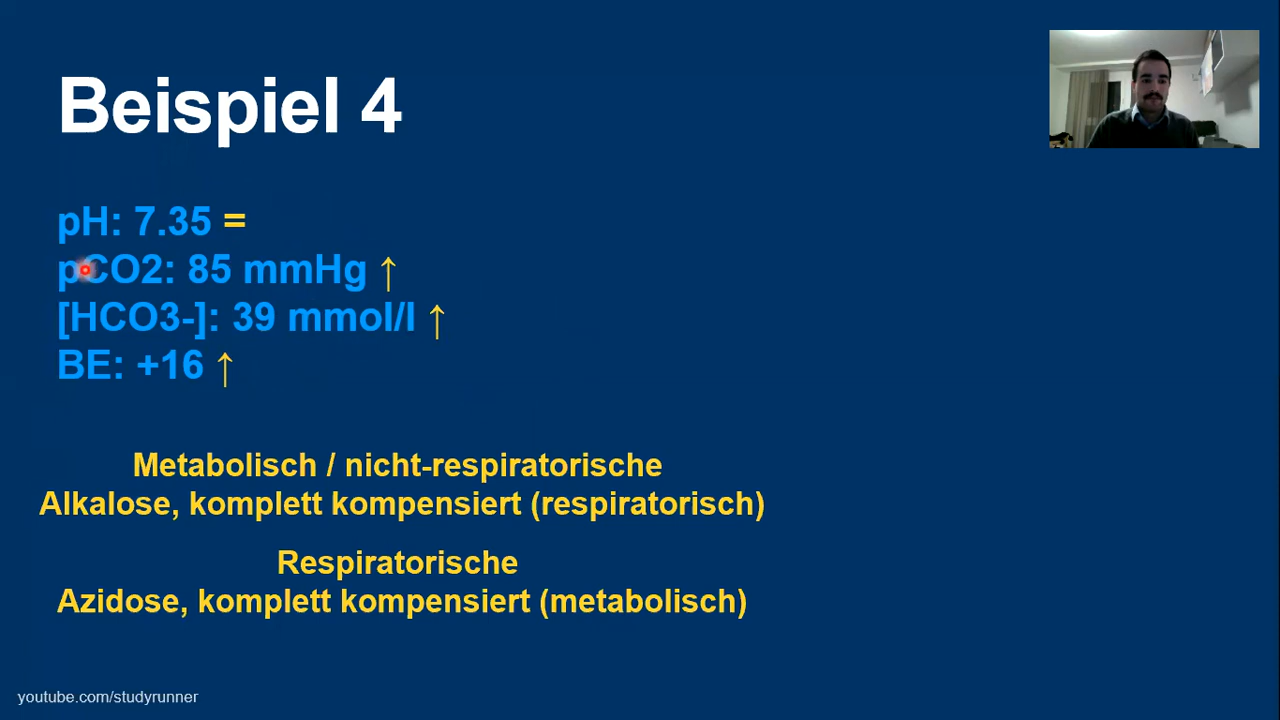 Beispiel 4
pH: 7.35 =
pCO2: 85 mmHg ↑
[HCO3-]: 39 mmol/l ↑
BE: +16 ↑
Metabolisch / nicht-respiratorische
Alkalose, komplett kompensiert (respiratorisch)
Respiratorische
Azidose, komplett kompensiert (metabolisch)
youtube.com/studyrunner